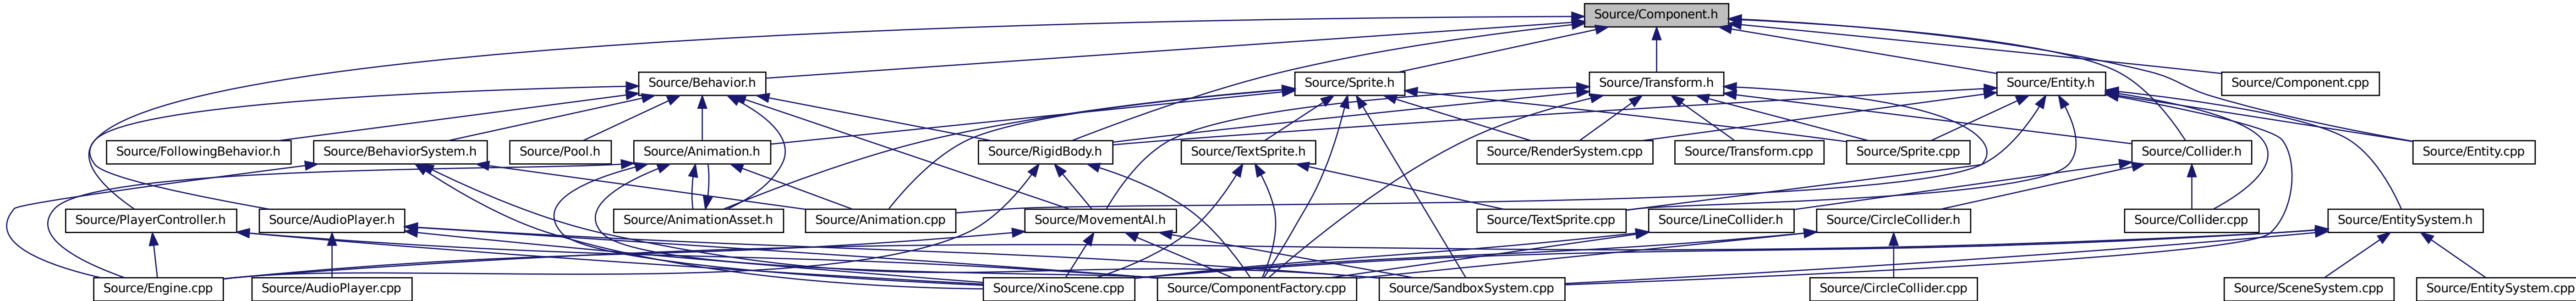 Source/Component.h
Source/Behavior.h
Source/Sprite.h
Source/Transform.h
Source/Entity.h
Source/Component.cpp
Source/FollowingBehavior.h
Source/BehaviorSystem.h
Source/Pool.h
Source/Animation.h
Source/RigidBody.h
Source/TextSprite.h
Source/RenderSystem.cpp
Source/Transform.cpp
Source/Sprite.cpp
Source/Collider.h
Source/Entity.cpp
Source/PlayerController.h
Source/AudioPlayer.h
Source/AnimationAsset.h
Source/Animation.cpp
Source/MovementAI.h
Source/TextSprite.cpp
Source/LineCollider.h
Source/CircleCollider.h
Source/Collider.cpp
Source/EntitySystem.h
Source/Engine.cpp
Source/AudioPlayer.cpp
Source/XinoScene.cpp
Source/ComponentFactory.cpp
Source/SandboxSystem.cpp
Source/CircleCollider.cpp
Source/SceneSystem.cpp
Source/EntitySystem.cpp